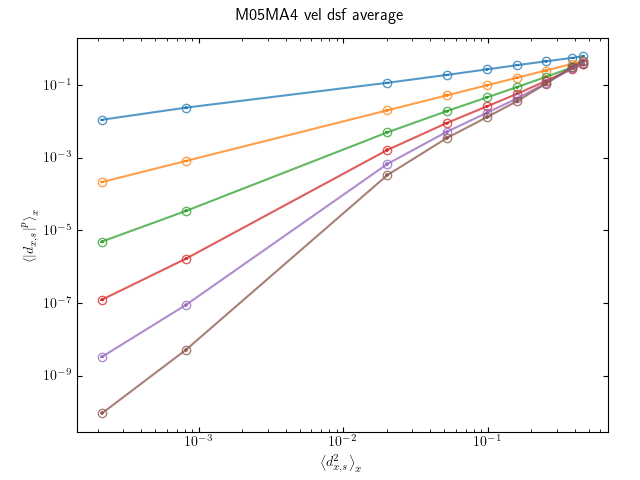 M05MA4 vel dsf average
10⁻¹
10⁻³
10⁻⁵
10⁻⁷
10⁻⁹
⟨|d_{x,s}|^p⟩_x
10⁻³ 10⁻² 10⁻¹
⟨d²_{x,s}⟩_x